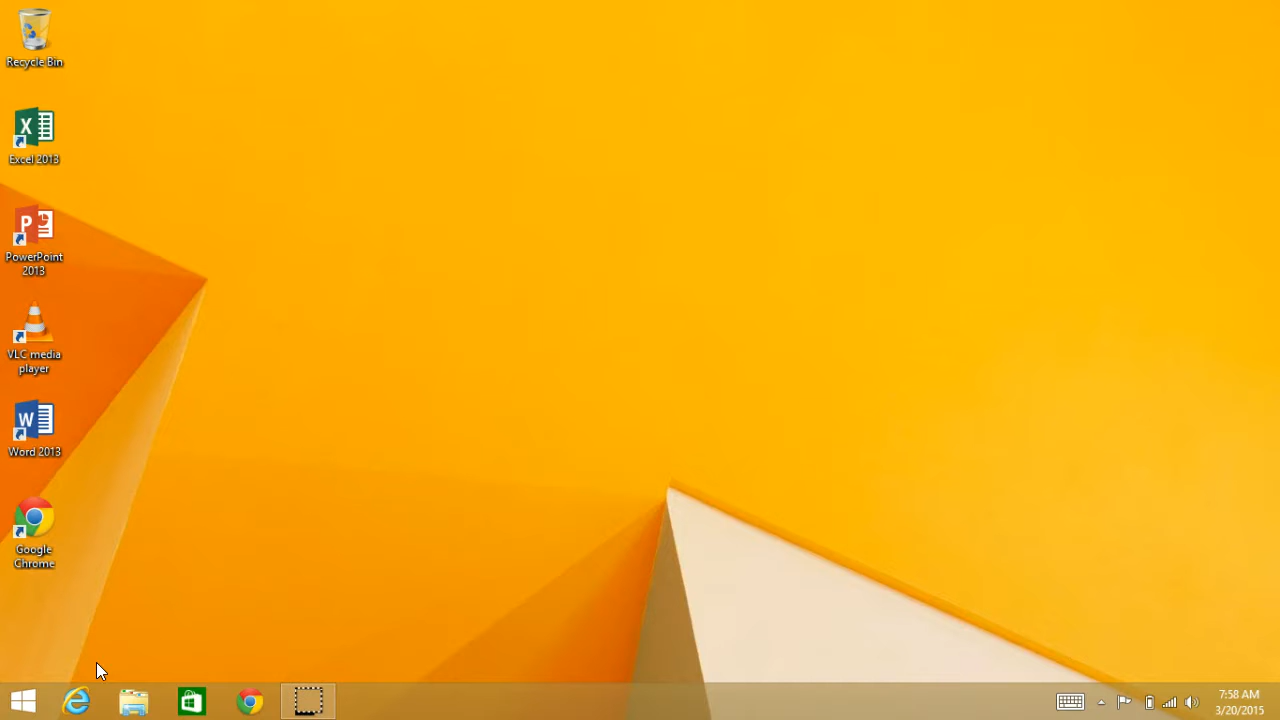 Recycle Bin
Excel 2013
PowerPoint
2013
VLC media
player
Word 2013
Google
Chrome
7:58 AM
3/20/2015